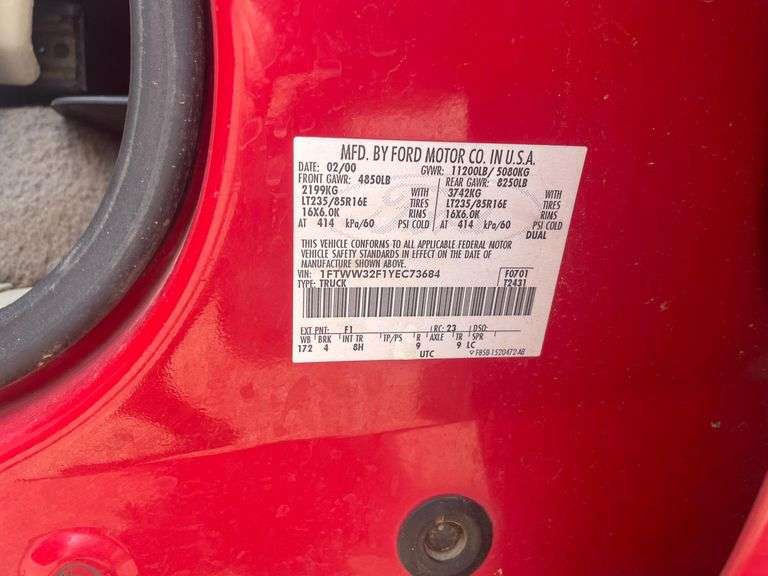 MFD. BY FORD MOTOR CO. IN U.S.A.
DATE: 02/00 GVWR: 11200LB/ 5080KG
FRONT GAWR: 4850LB REAR GAWR: 8250LB
2199KG WITH 3742KG WITH
LT235/85R16E TIRES LT235/85R16E TIRES
16X6.0K RIMS 16X6.0K RIMS
AT 414 kPa/60 PSI COLD AT 414 kPa/60 PSI COLD
DUAL
THIS VEHICLE CONFORMS TO ALL APPLICABLE FEDERAL MOTOR
VEHICLE SAFETY STANDARDS IN EFFECT ON THE DATE OF
MANUFACTURE SHOWN ABOVE.
VIN: 1FTWW32F1YEC73684 F0701
TYPE: TRUCK T2431
EXT PNT: F1 RC: 23 DSO:
WB BRK INT TR TP/PS R AXLE TR SPR
172 4 8H 9 9 LC
UTC F85B-1520472-AB